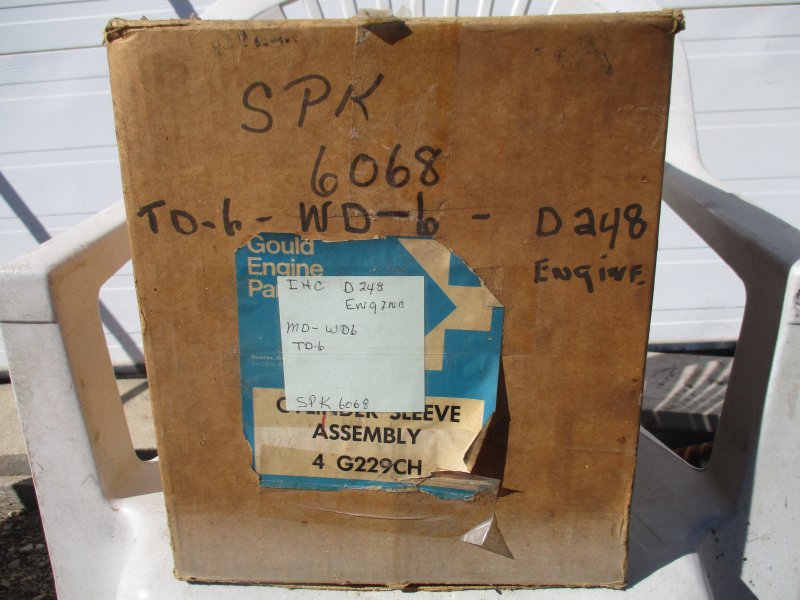 SPK
6068
TD-6 - WD-6 - D248
ENGINE.
Gould
Engine
Par
IHC D248
ENGINE
MD- WD6
TD-6
SPK 6068
SLEEVE
ASSEMBLY
4 G229CH